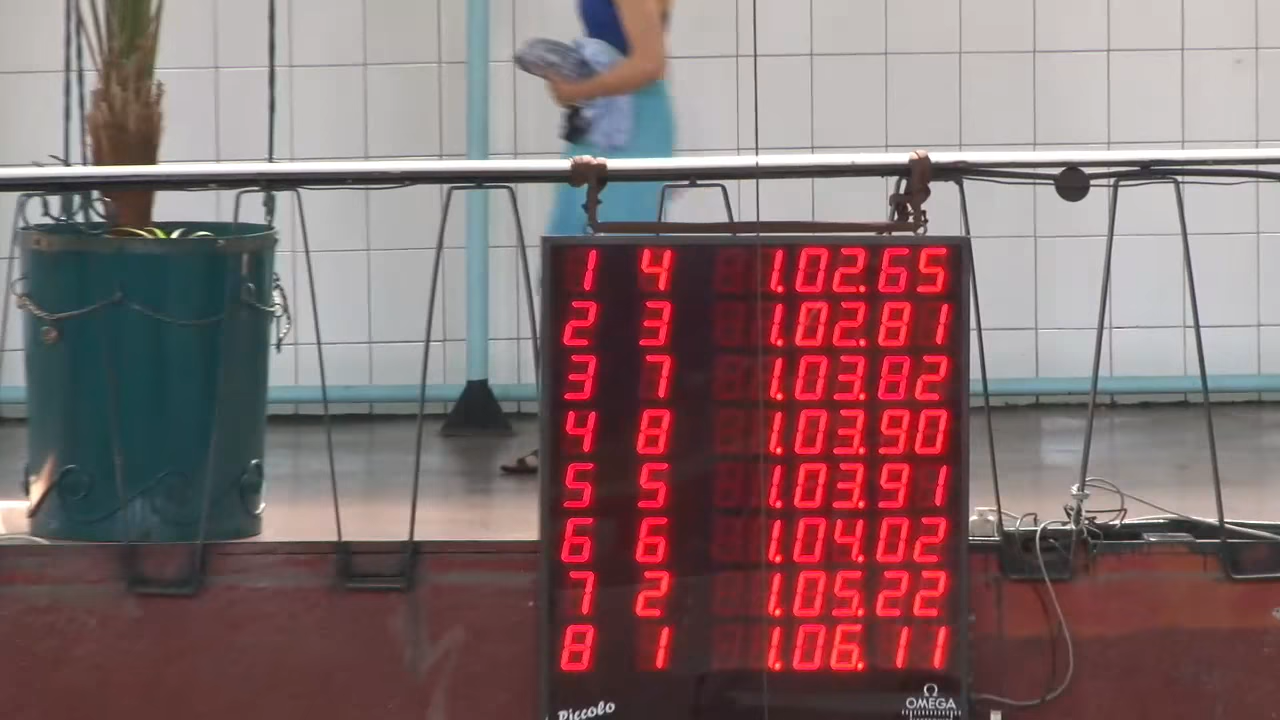 1 4 1.02.65
2 3 1.02.81
3 7 1.03.82
4 8 1.03.90
5 5 1.03.91
6 6 1.04.02
7 2 1.05.22
8 1 1.06.11
Piccolo
Ω
OMEGA